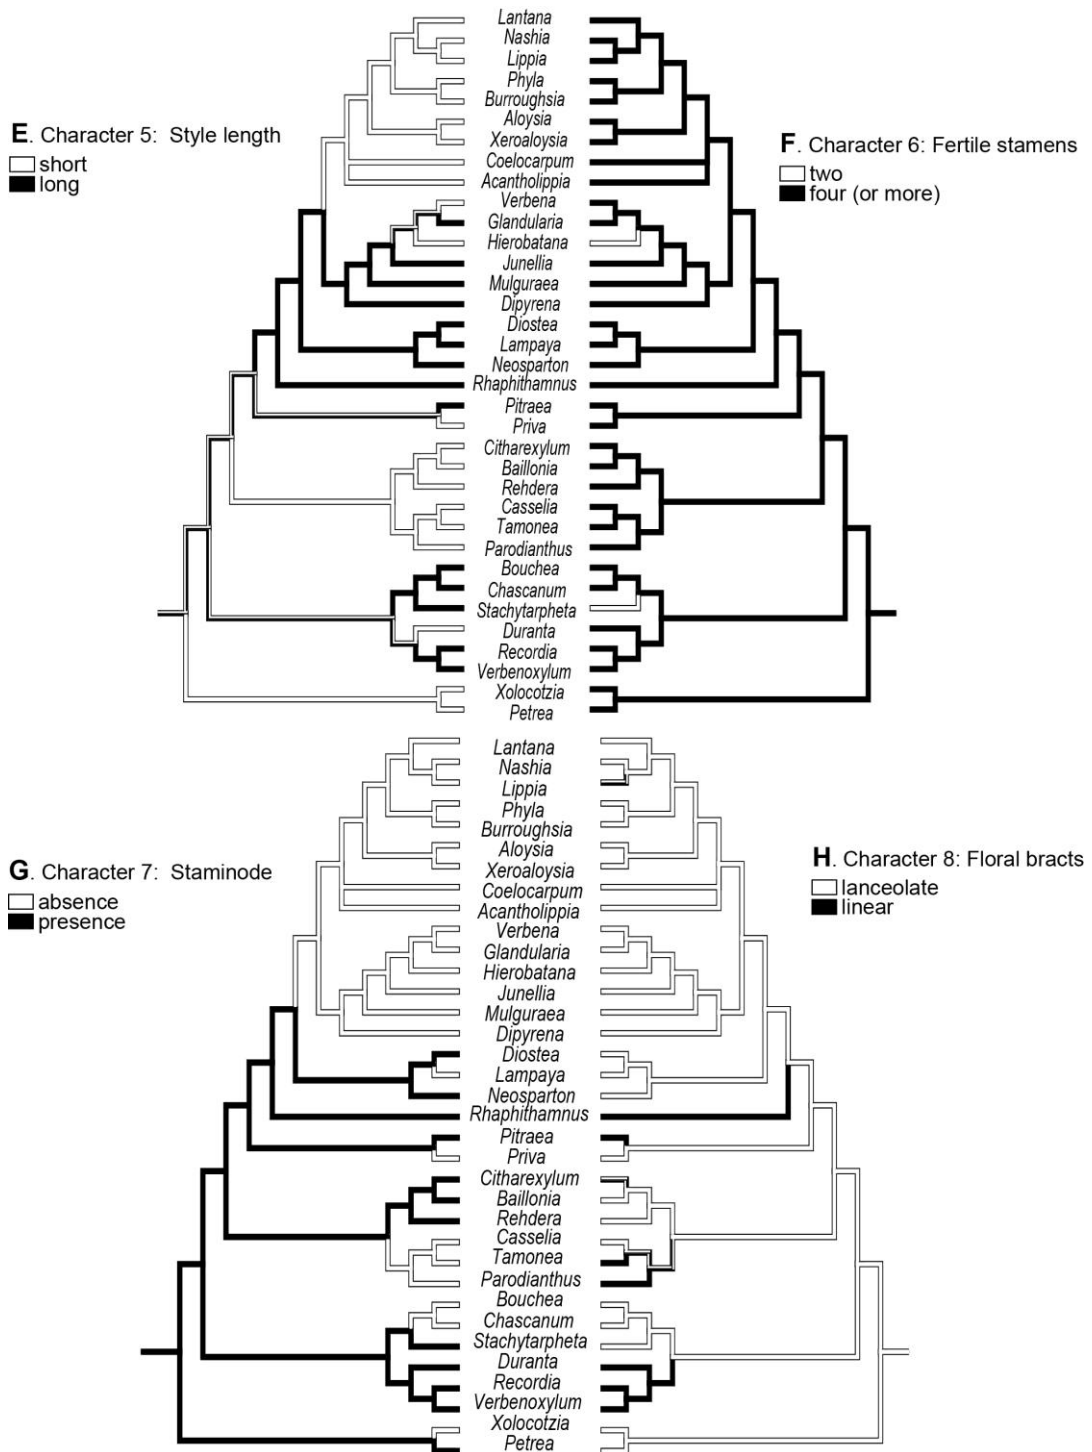 E. Character 5: Style length
short
long
Lantana
Nashia
Lippia
Phyla
Burroughsia
Aloysia
Xeroaloysia
Coelocarpum
Acantholippia
Verbena
Glandularia
Hierobatana
Junellia
Mulguraea
Dipyrena
Diostea
Lampaya
Neosparton
Rhaphithamnus
Pitraea
Priva
Citharexylum
Baillonia
Rehdera
Casselia
Tamonea
Parodianthus
Bouchea
Chascanum
Stachytarpheta
Duranta
Recordia
Verbenoxylum
Xolocotzia
Petrea
F. Character 6: Fertile stamens
two
four (or more)
G. Character 7: Staminode
absence
presence
Lantana
Nashia
Lippia
Phyla
Burroughsia
Aloysia
Xeroaloysia
Coelocarpum
Acantholippia
Verbena
Glandularia
Hierobatana
Junellia
Mulguraea
Dipyrena
Diostea
Lampaya
Neosparton
Rhaphithamnus
Pitraea
Priva
Citharexylum
Baillonia
Rehdera
Casselia
Tamonea
Parodianthus
Bouchea
Chascanum
Stachytarpheta
Duranta
Recordia
Verbenoxylum
Xolocotzia
Petrea
H. Character 8: Floral bracts
lanceolate
linear